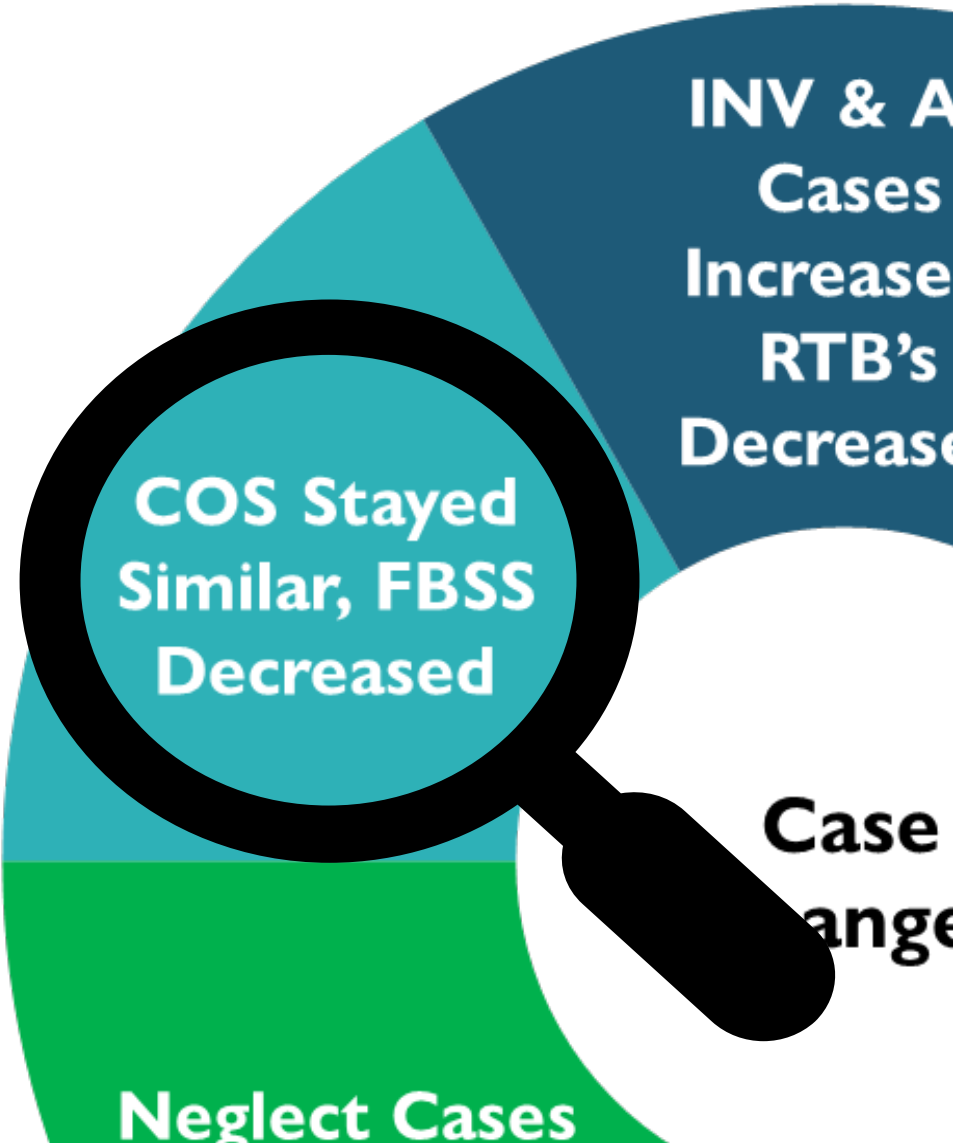 INV & A
Cases
Increase
RTB's
Decrease
COS Stayed
Similar, FBSS
Decreased
Case
ange
Neglect Cases